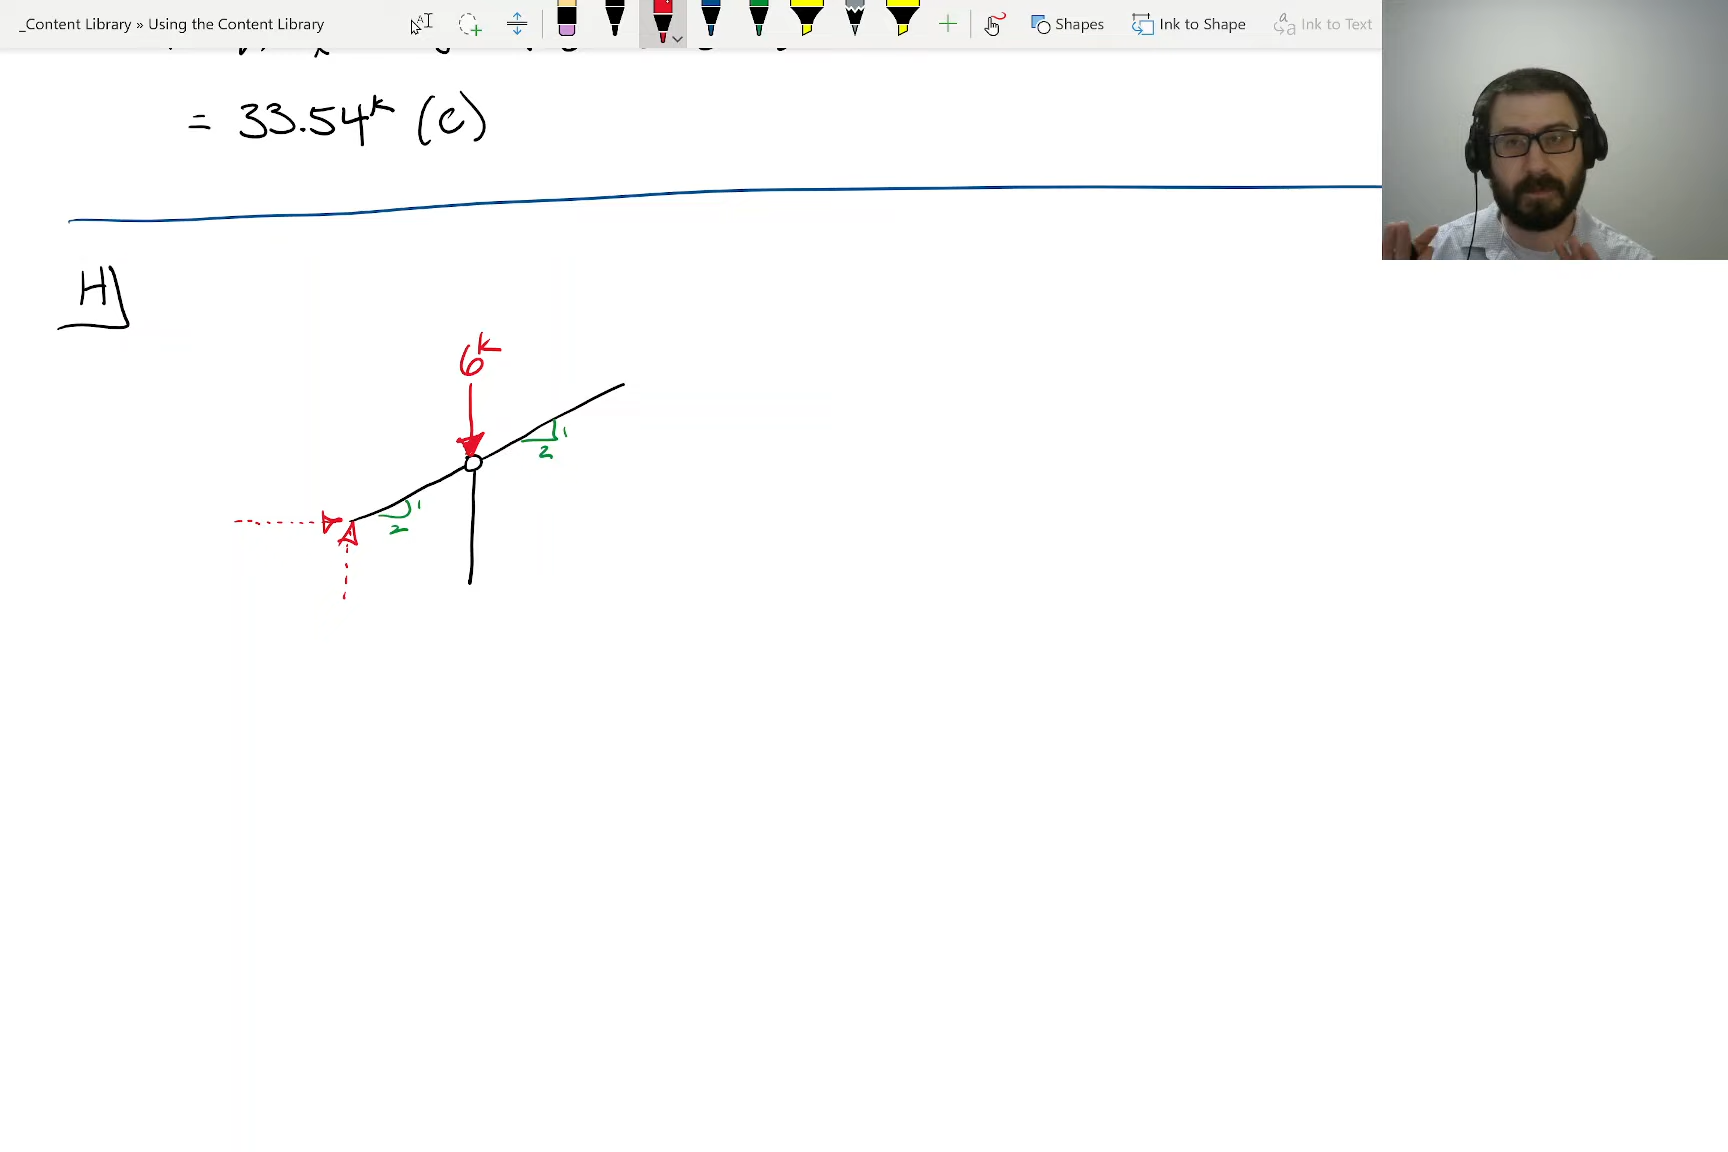 _Content Library » Using the Content Library
Shapes
Ink to Shape
Ink to Text
= 33.54ᵏ (C)
H)
6ᵏ
1
2
1
2